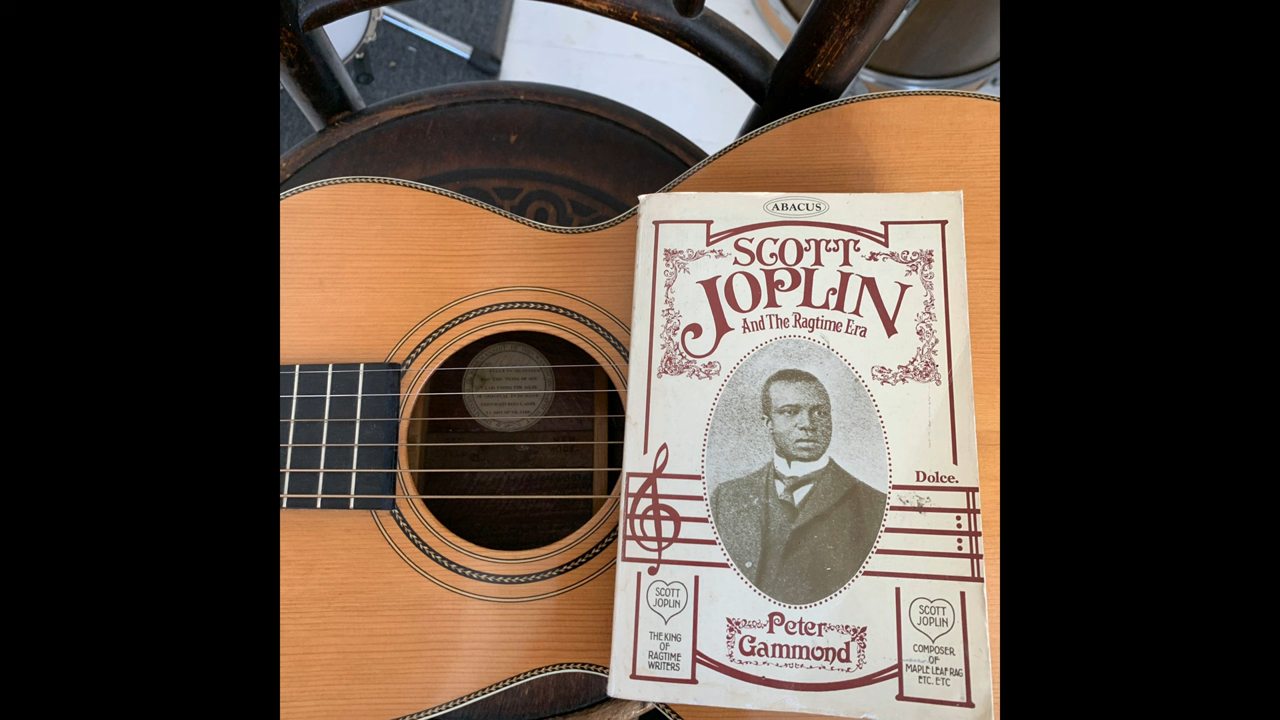 ABACUS
SCOTT
JOPLIN
And The Ragtime Era
Dolce.
SCOTT
JOPLIN
THE KING
OF
RAGTIME
WRITERS
Peter
Gammond
SCOTT
JOPLIN
COMPOSER
OF
MAPLE LEAF RAG
ETC. ETC